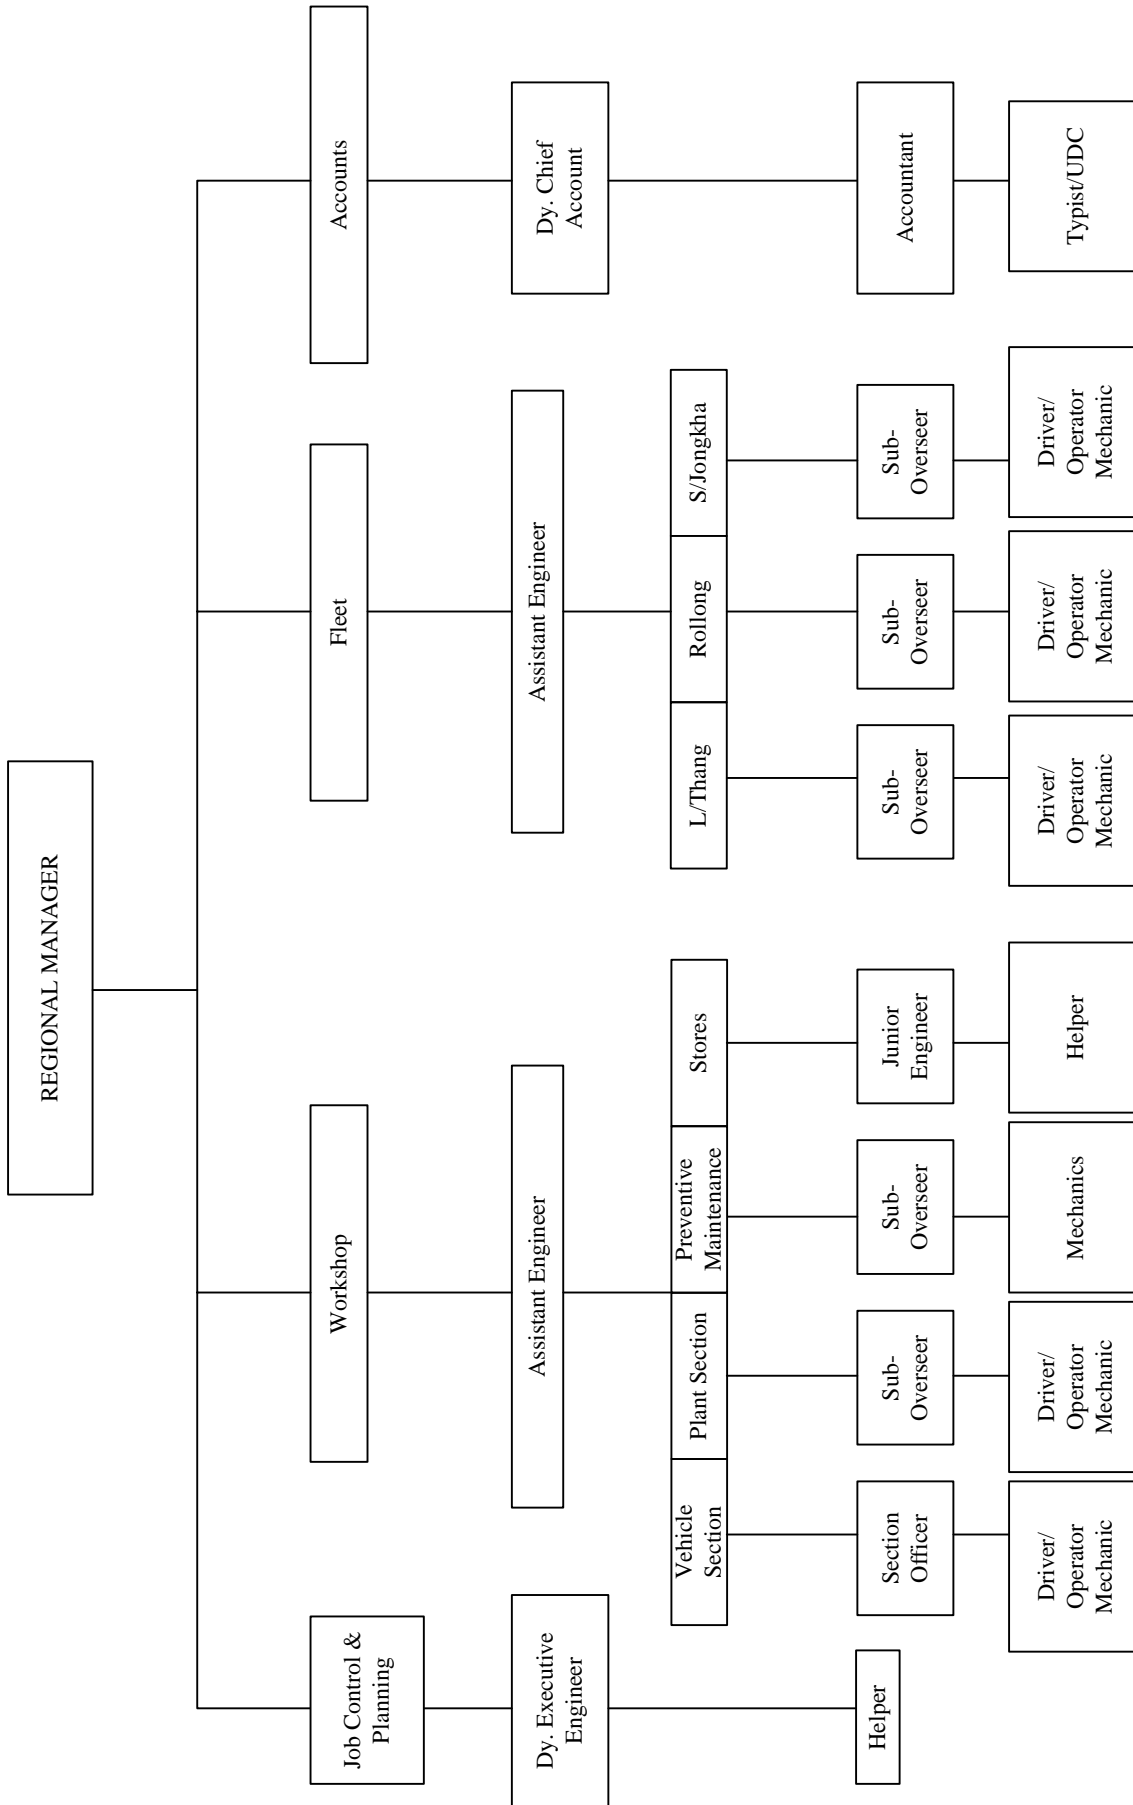 REGIONAL MANAGER
Job Control &
Planning
Workshop
Fleet
Accounts
Dy. Executive
Engineer
Assistant Engineer
Assistant Engineer
Dy. Chief
Account
Vehicle
Section
Plant Section
Preventive
Maintenance
Stores
L/Thang
Rollong
S/Jongkha
Helper
Section
Officer
Sub-
Overseer
Sub-
Overseer
Junior
Engineer
Sub-
Overseer
Sub-
Overseer
Sub-
Overseer
Accountant
Driver/
Operator
Mechanic
Driver/
Operator
Mechanic
Mechanics
Helper
Driver/
Operator
Mechanic
Driver/
Operator
Mechanic
Driver/
Operator
Mechanic
Typist/UDC